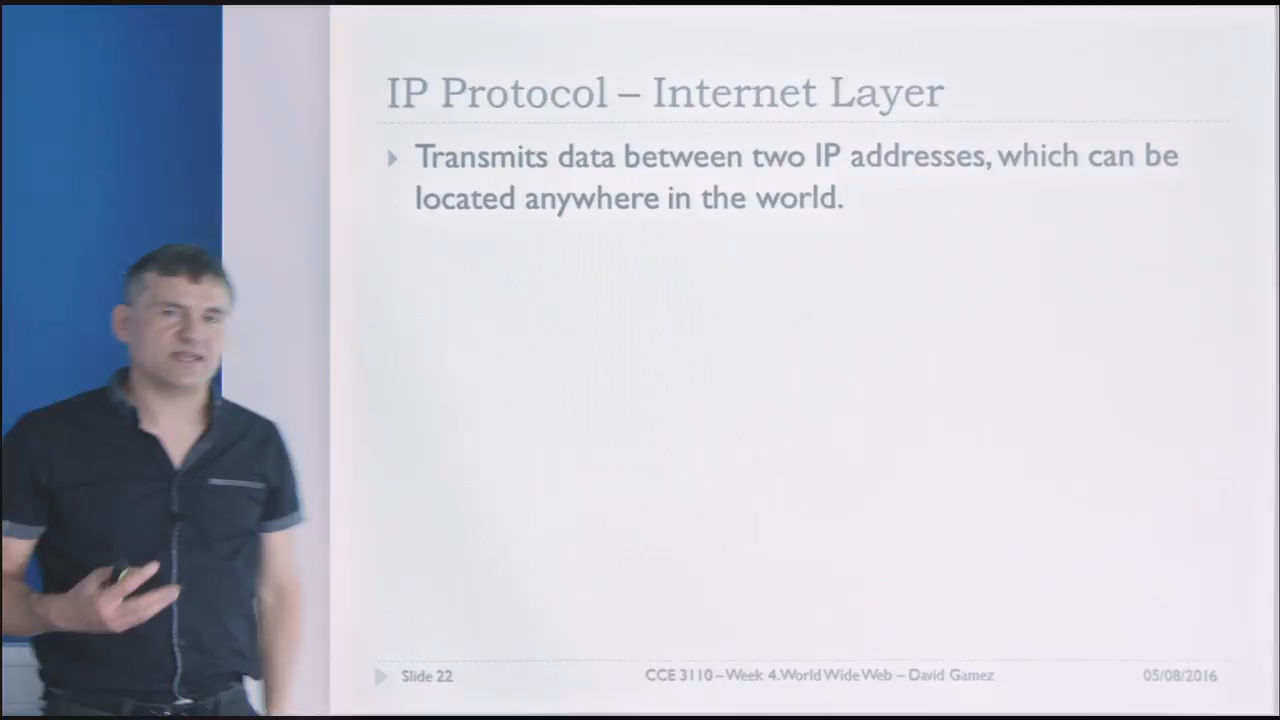 IP Protocol – Internet Layer
Transmits data between two IP addresses, which can be
located anywhere in the world.
Slide 22
CCE 3110 – Week 4. World Wide Web – David Gamez
05/08/2016